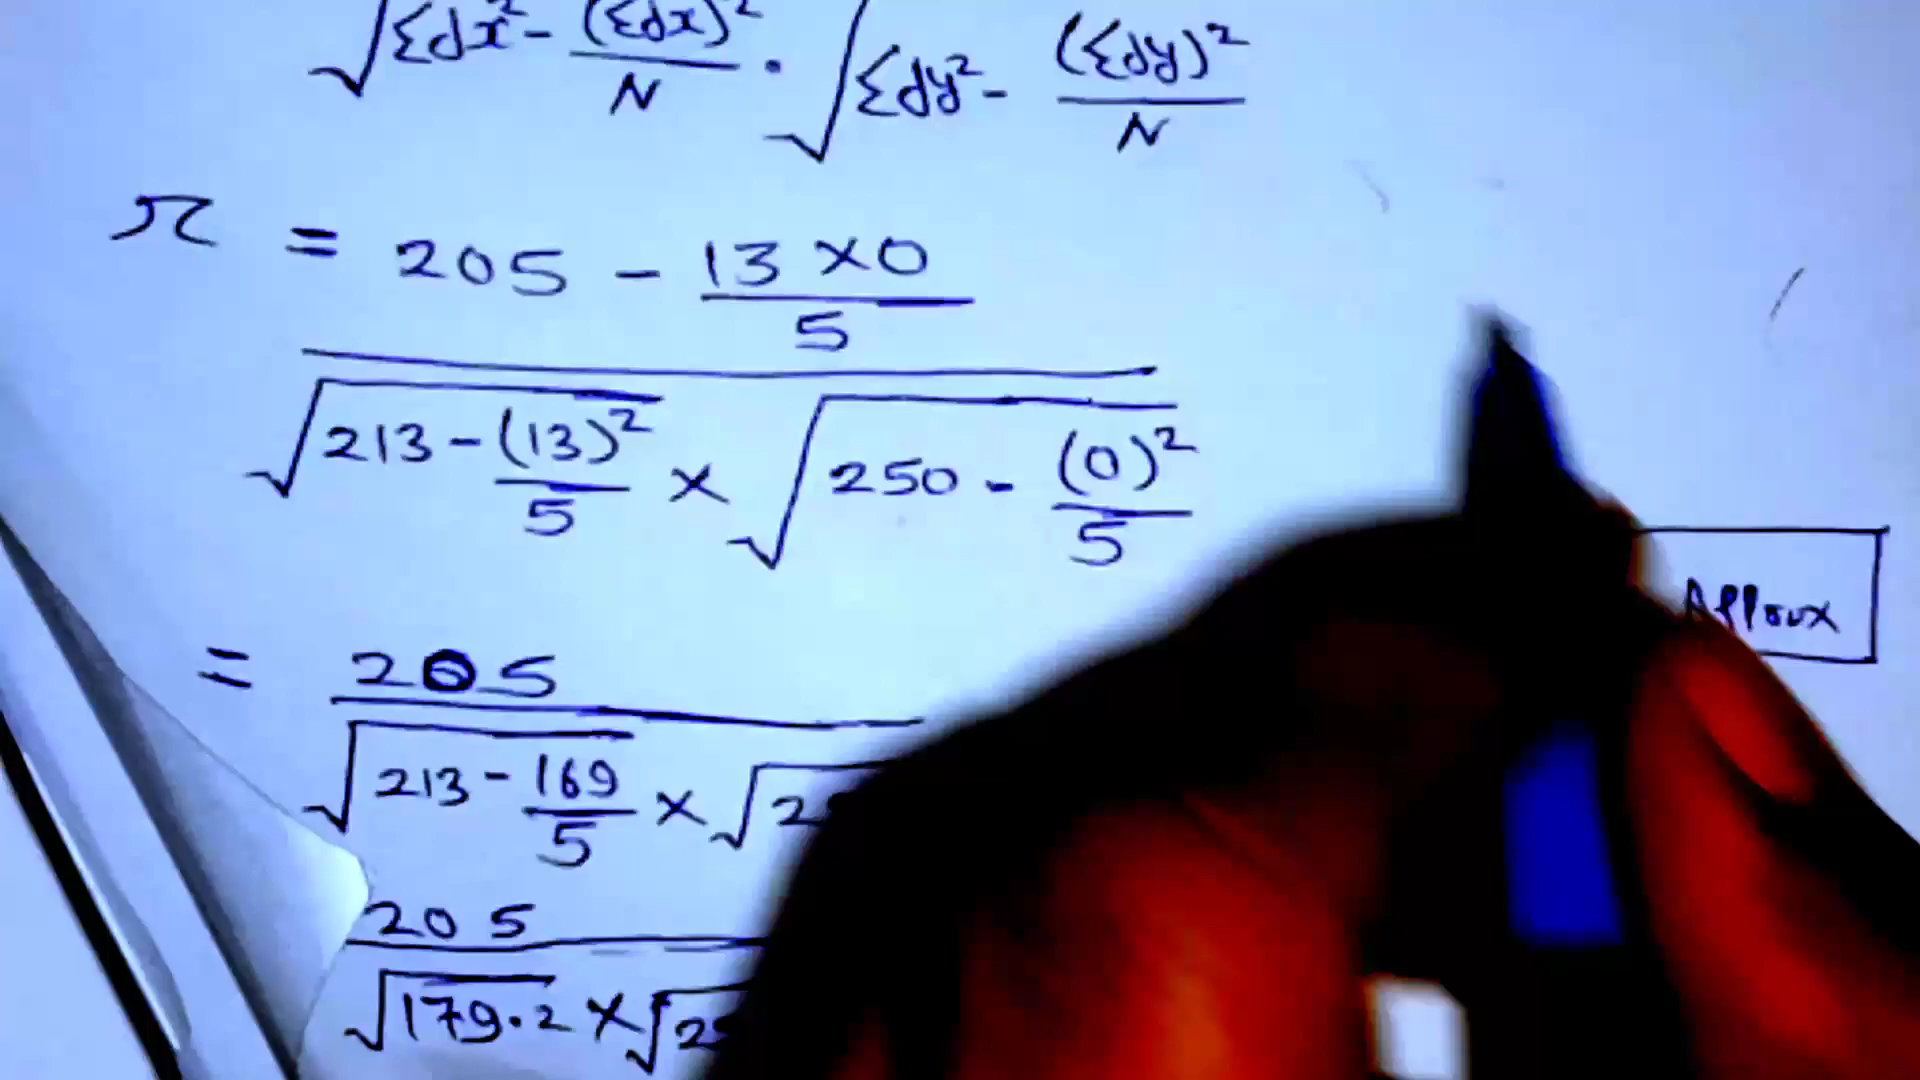 √Σdx² - (Σdx)²/N · √Σdy² - (Σdy)²/N
r = 205 - 13 × 0 / 5
√213 - (13)²/5 × √250 - (0)²/5
Approx
= 205
√213 - 169/5 × √2
205
√179.2 × √2